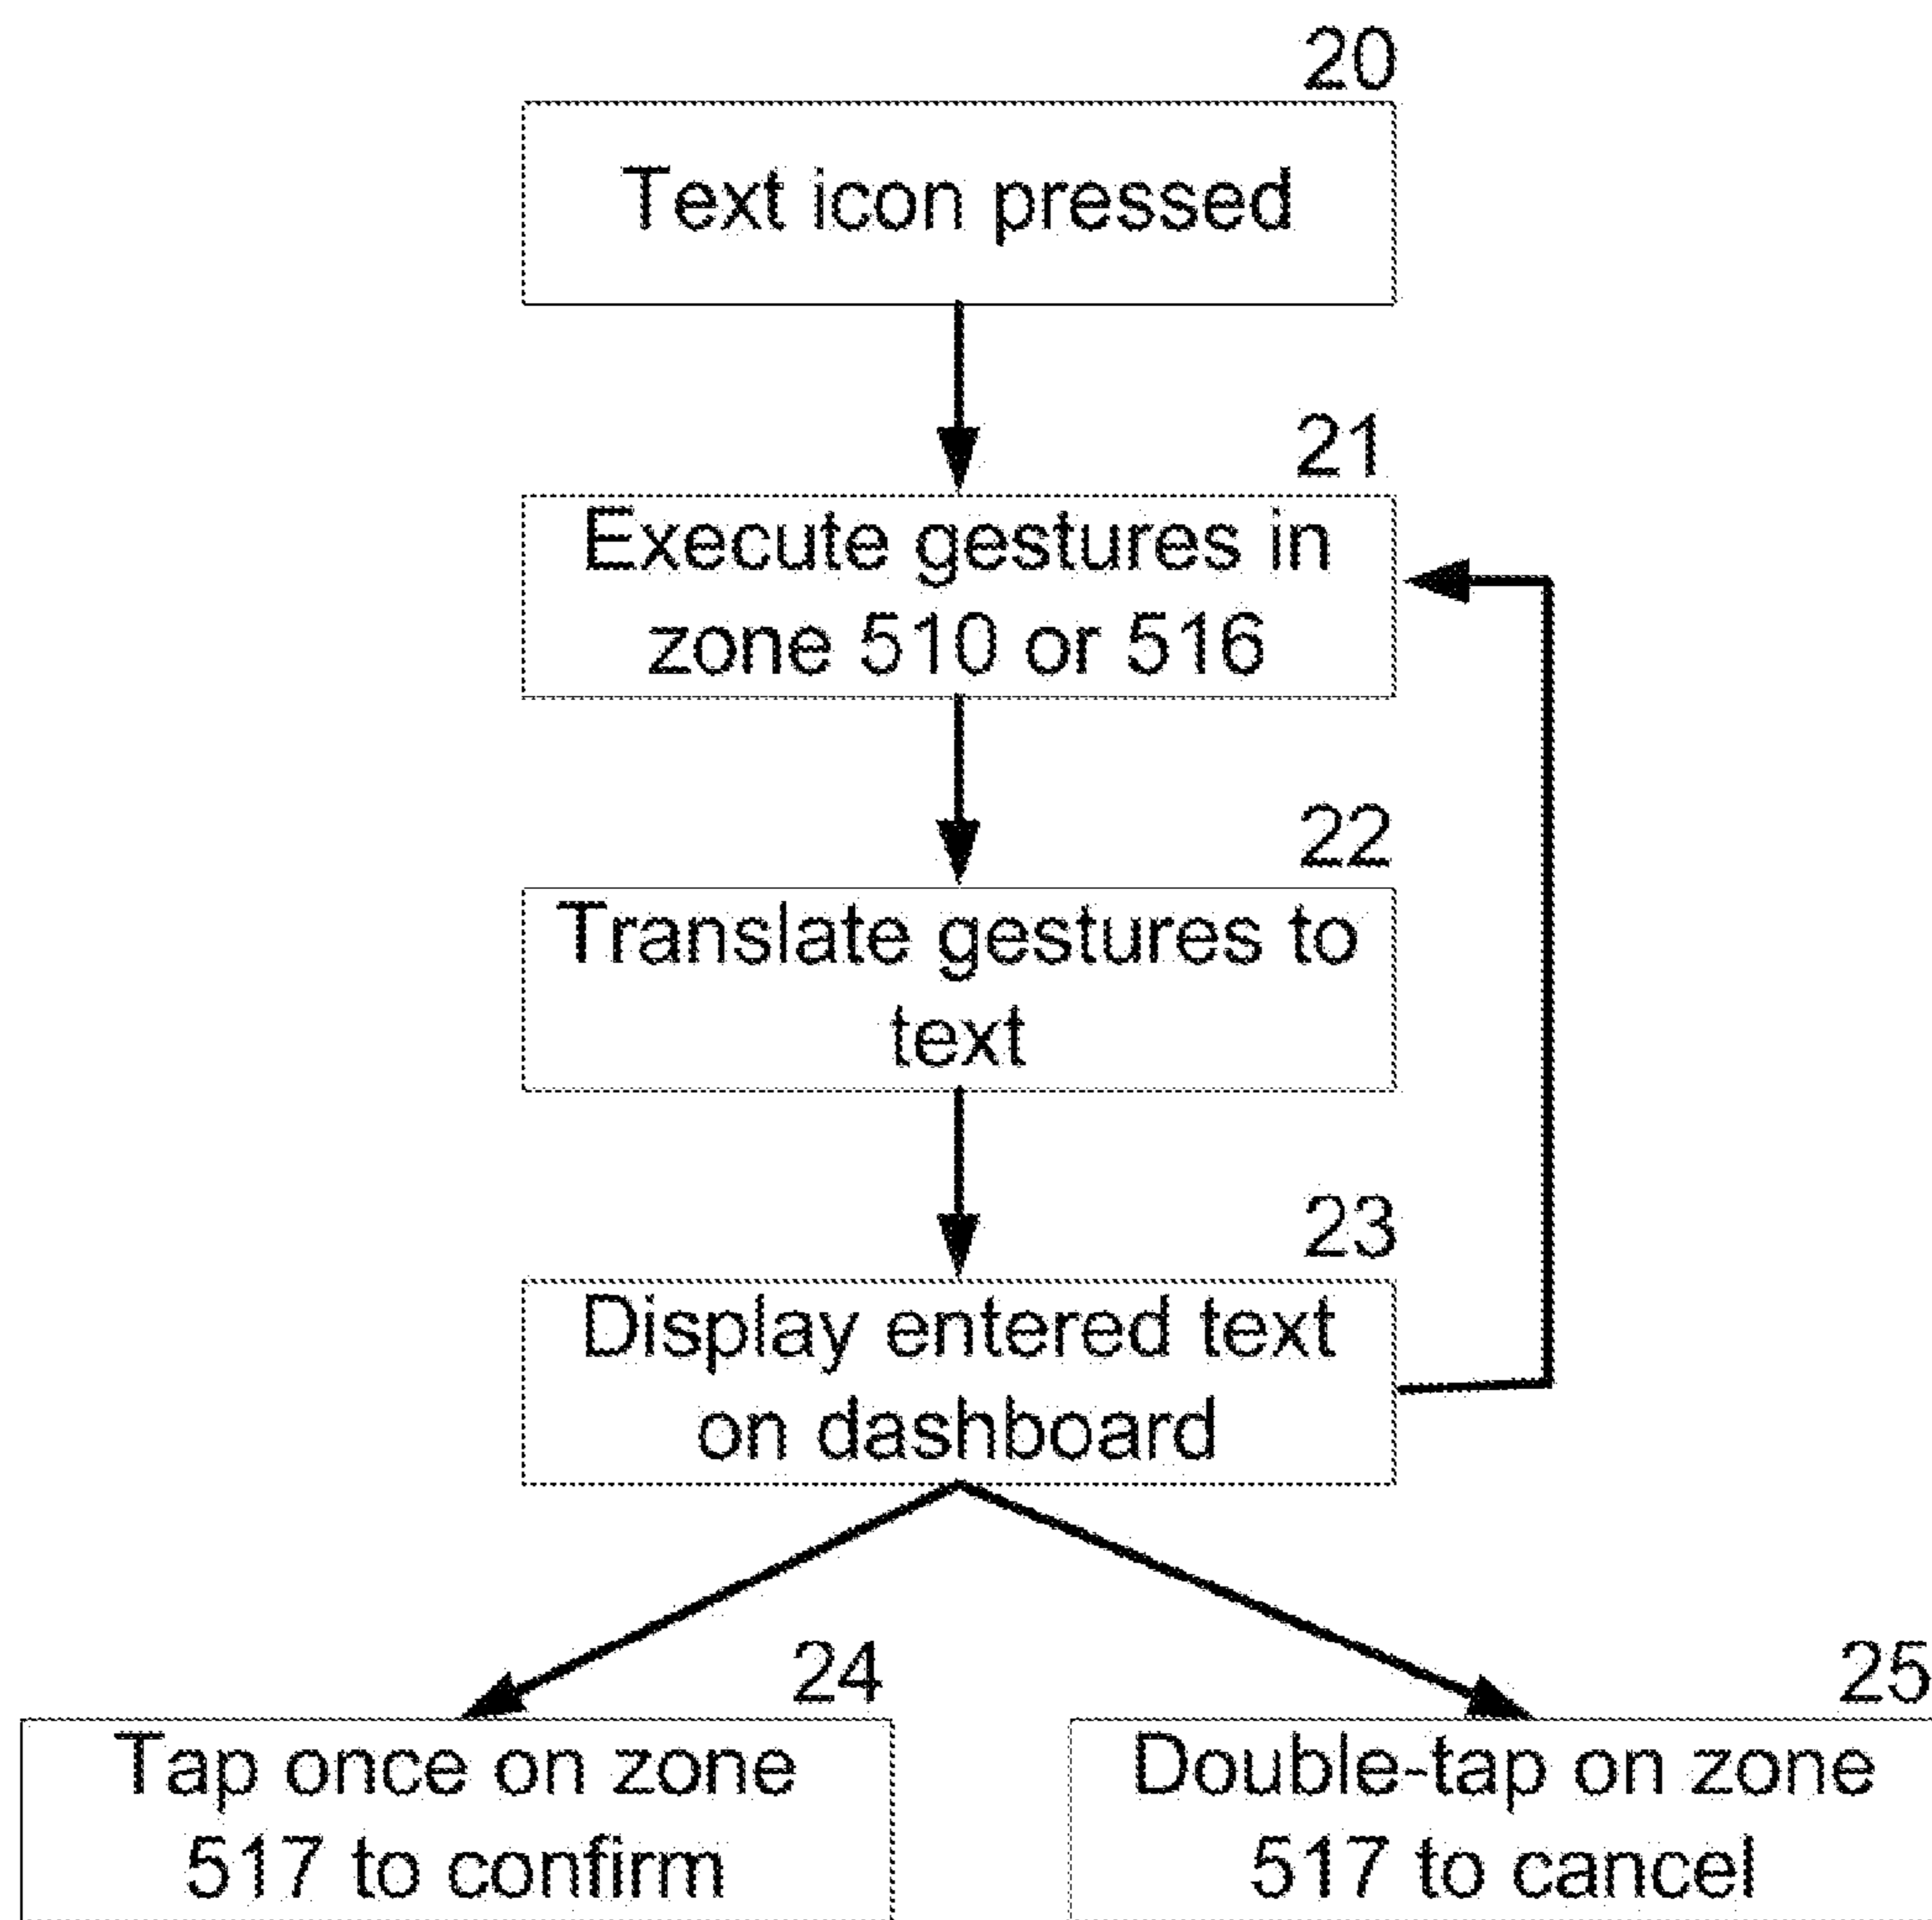 20
Text icon pressed
21
Execute gestures in
zone 510 or 516
22
Translate gestures to
text
23
Display entered text
on dashboard
24
Tap once on zone
517 to confirm
25
Double-tap on zone
517 to cancel